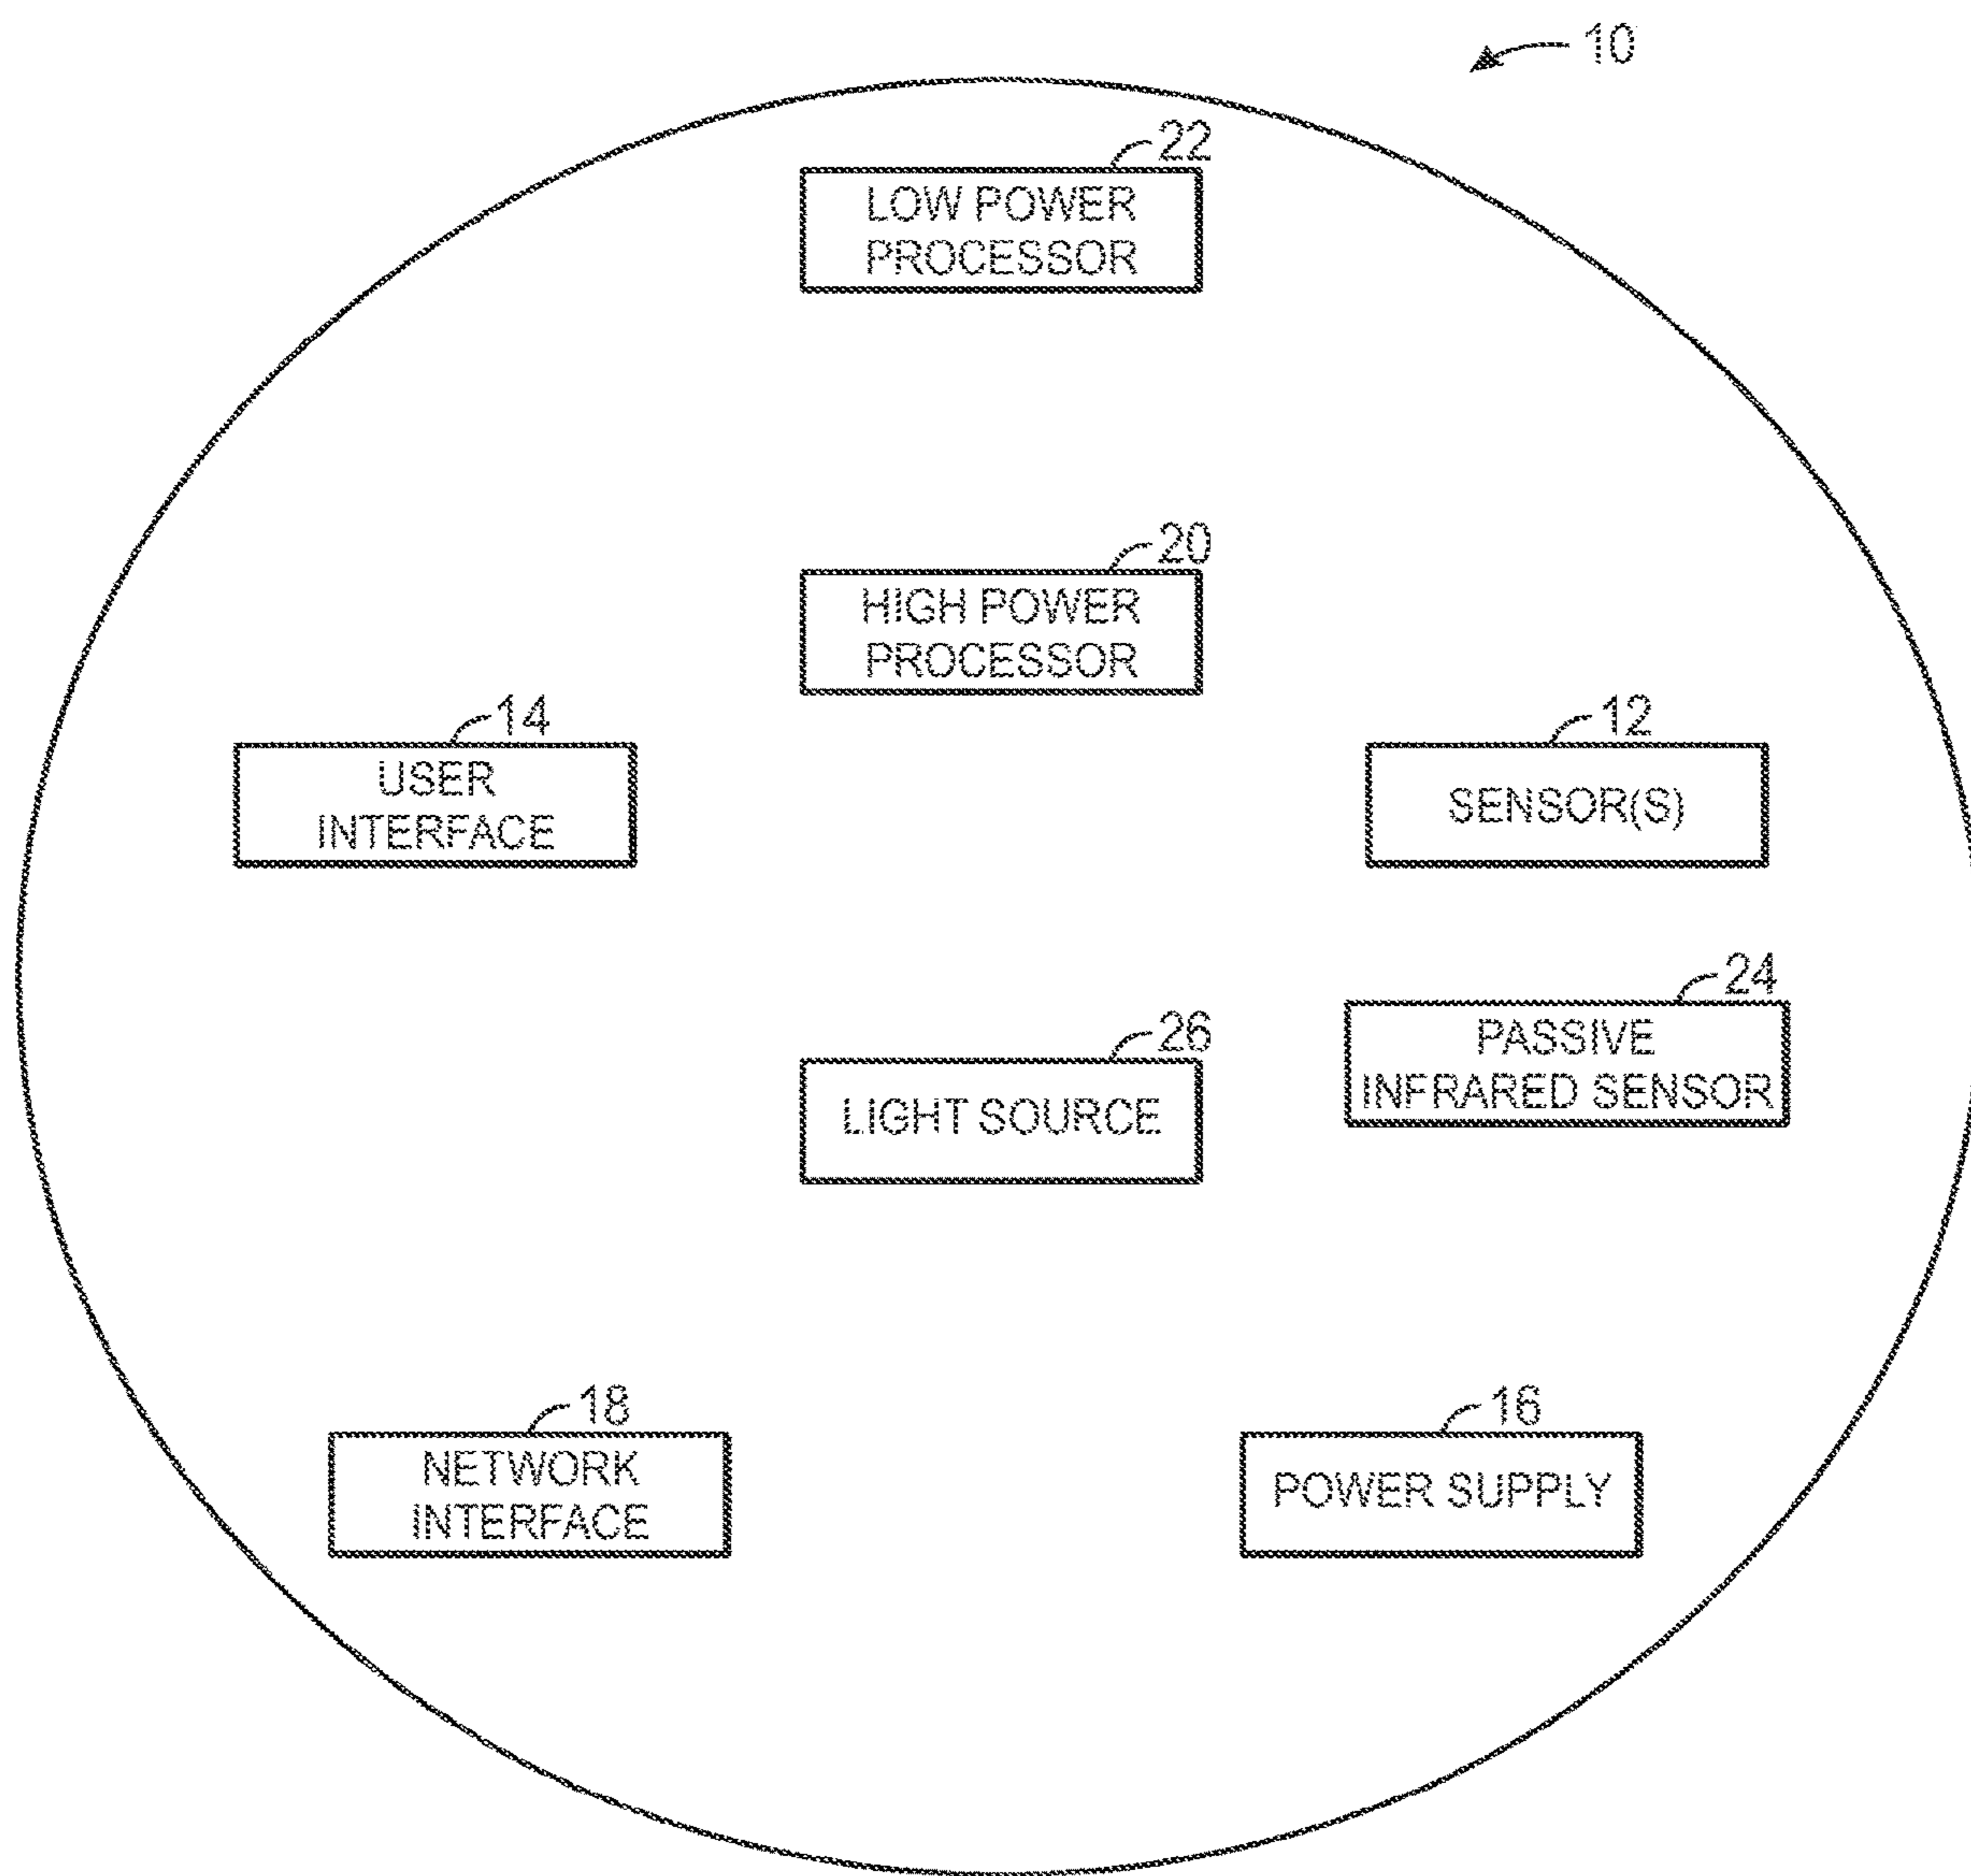 10
22
LOW POWER
PROCESSOR
20
HIGH POWER
PROCESSOR
14
USER
INTERFACE
12
SENSOR(S)
24
PASSIVE
INFRARED SENSOR
26
LIGHT SOURCE
18
NETWORK
INTERFACE
16
POWER SUPPLY